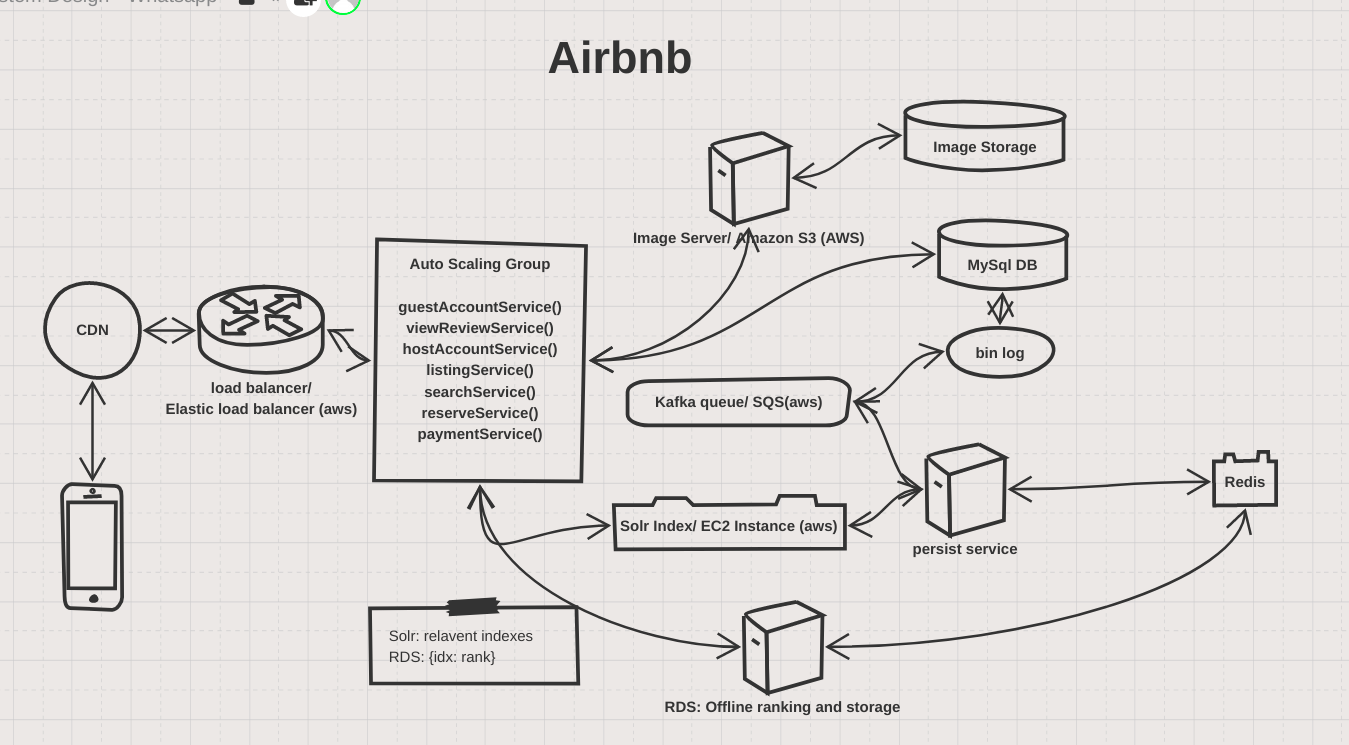 Design - Whatsapp
Airbnb
Image Storage
Image Server/ Amazon S3 (AWS)
MySql DB
Auto Scaling Group
guestAccountService()
viewReviewService()
hostAccountService()
listingService()
searchService()
reserveService()
paymentService()
CDN
load balancer/
Elastic load balancer (aws)
bin log
Kafka queue/ SQS(aws)
Redis
Solr Index/ EC2 Instance (aws)
persist service
Solr: relavent indexes
RDS: {idx: rank}
RDS: Offline ranking and storage